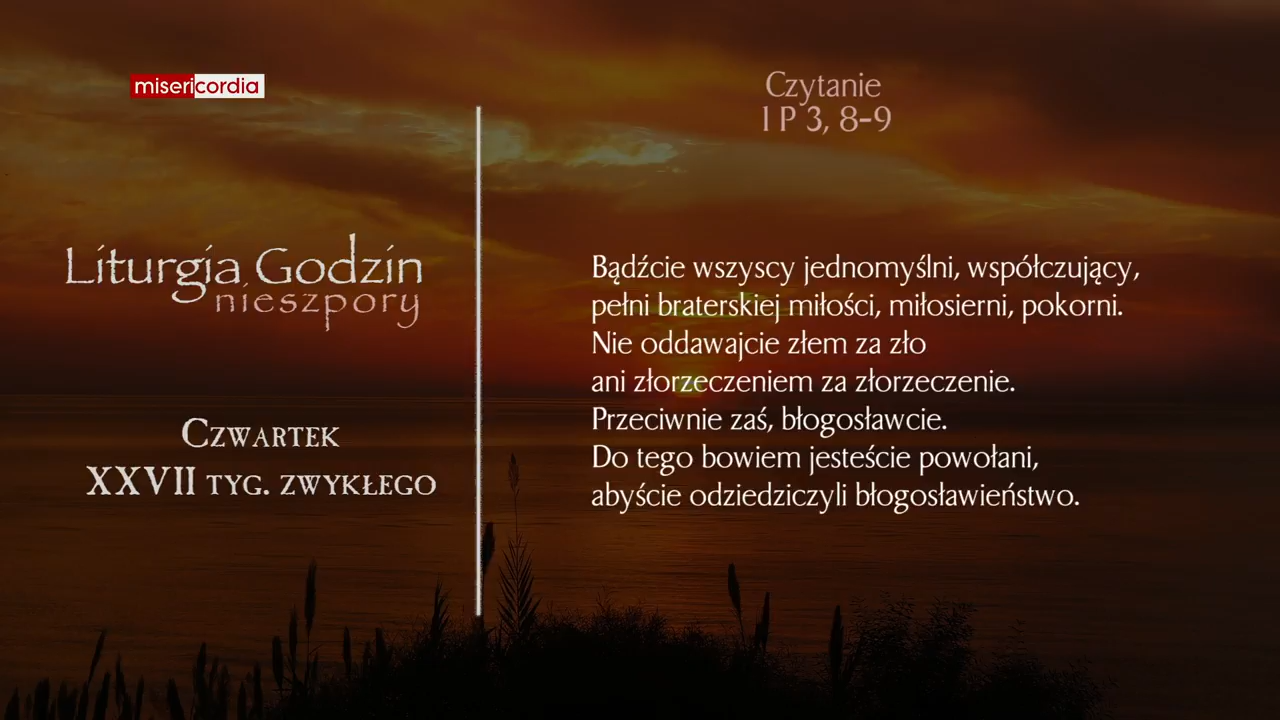 misericordia
Liturgia Godzin
nieszpory
Czwartek
XXVII tyg. zwykłego
Czytanie
1 P 3, 8-9
Bądźcie wszyscy jednomyślni, współczujący,
pełni braterskiej miłości, miłosierni, pokorni.
Nie oddawajcie złem za zło
ani złorzeczeniem za złorzeczenie.
Przeciwnie zaś, błogosławcie.
Do tego bowiem jesteście powołani,
abyście odziedziczyli błogosławieństwo.